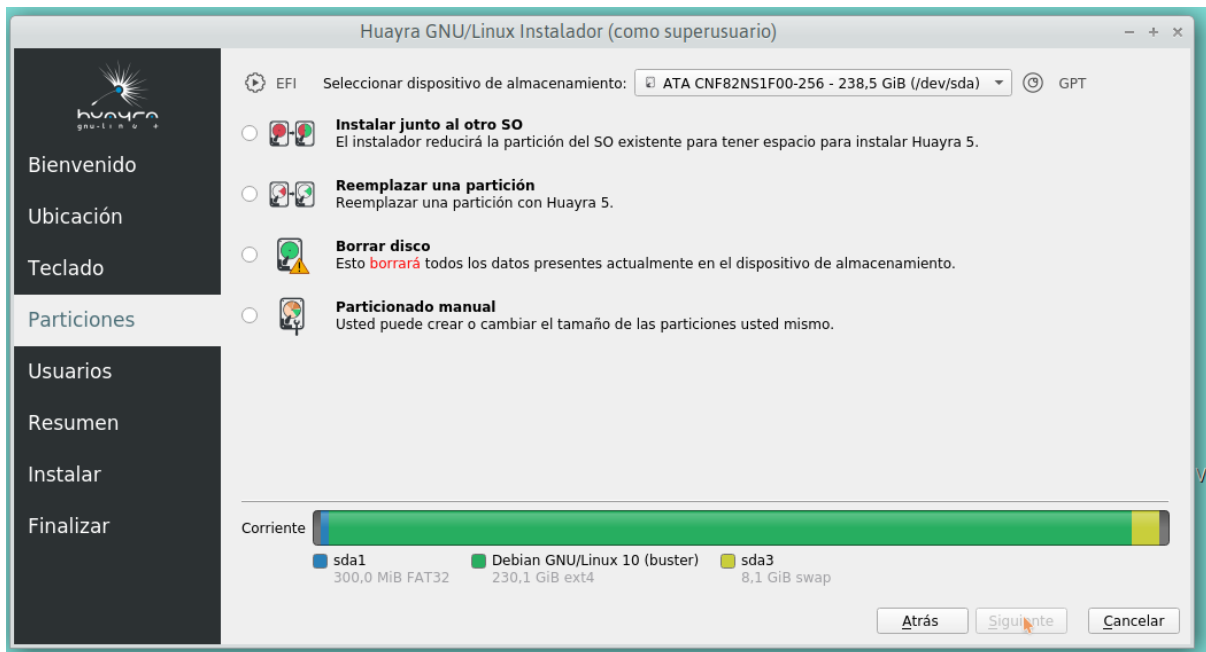 Huayra GNU/Linux Instalador (como superusuario)
huayra
gnu-linux
EFI
Seleccionar dispositivo de almacenamiento:
ATA CNF82NS1F00-256 - 238,5 GiB (/dev/sda)
GPT
Bienvenido
Ubicación
Teclado
Particiones
Usuarios
Resumen
Instalar
Finalizar
Instalar junto al otro SO
El instalador reducirá la partición del SO existente para tener espacio para instalar Huayra 5.
Reemplazar una partición
Reemplazar una partición con Huayra 5.
Borrar disco
Esto borrará todos los datos presentes actualmente en el dispositivo de almacenamiento.
Particionado manual
Usted puede crear o cambiar el tamaño de las particiones usted mismo.
Corriente
sda1
300,0 MiB FAT32
Debian GNU/Linux 10 (buster)
230,1 GiB ext4
sda3
8,1 GiB swap
Atrás
Siguiente
Cancelar